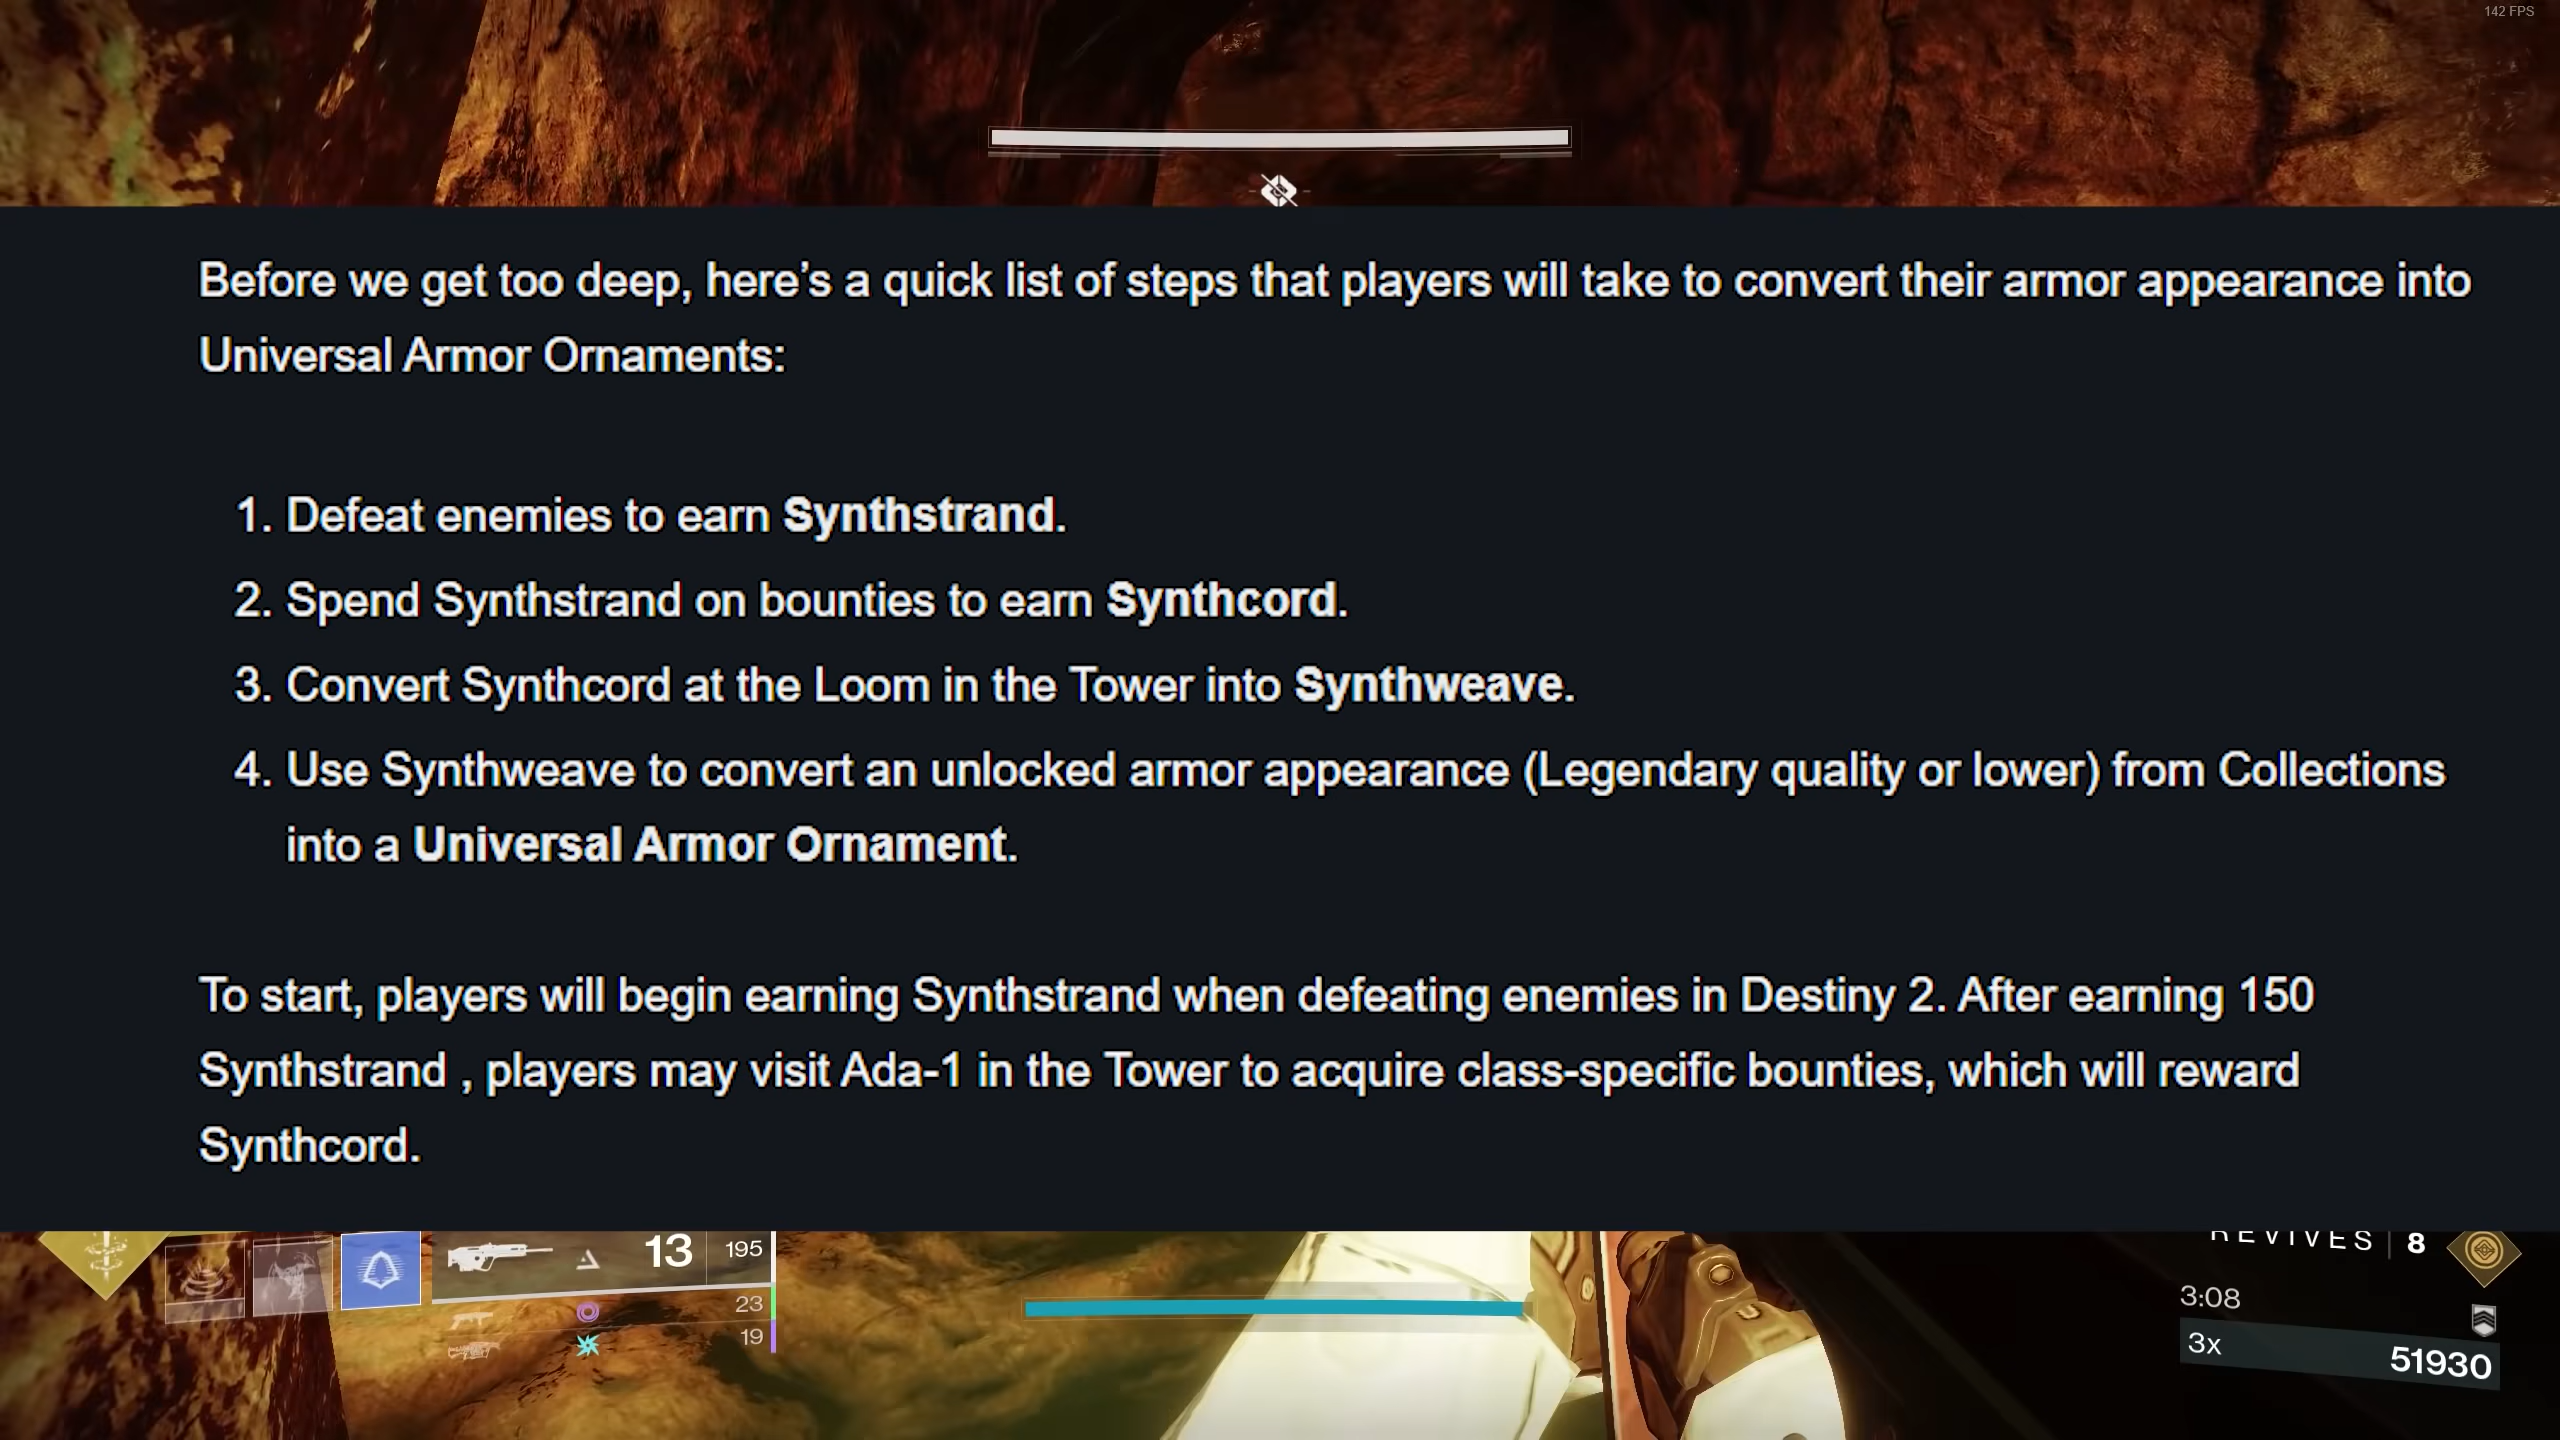 142 FPS
Before we get too deep, here’s a quick list of steps that players will take to convert their armor appearance into
Universal Armor Ornaments:
1. Defeat enemies to earn Synthstrand.
2. Spend Synthstrand on bounties to earn Synthcord.
3. Convert Synthcord at the Loom in the Tower into Synthweave.
4. Use Synthweave to convert an unlocked armor appearance (Legendary quality or lower) from Collections
into a Universal Armor Ornament.
To start, players will begin earning Synthstrand when defeating enemies in Destiny 2. After earning 150
Synthstrand , players may visit Ada-1 in the Tower to acquire class-specific bounties, which will reward
Synthcord.
13 195
23
19
REVIVES | 8
3:08
3x 51930